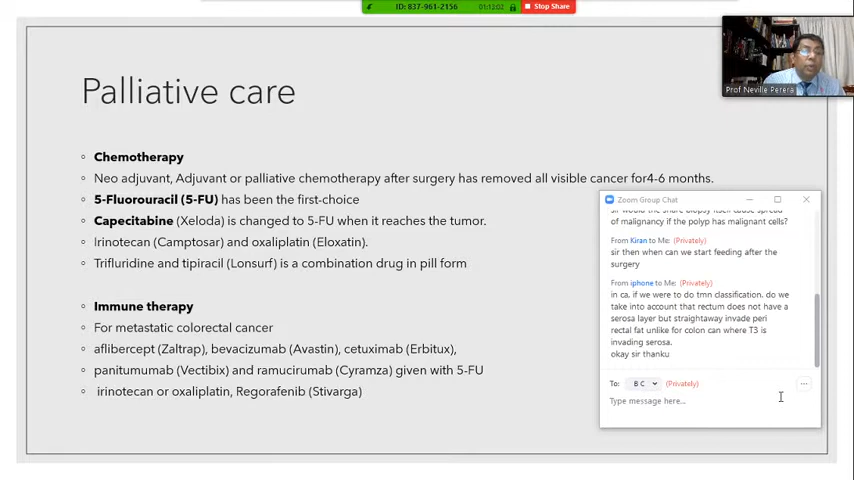 ID: 837-961-2156
01:12:02
Stop Share
Prof Neville Perera
Palliative care
Chemotherapy
Neo adjuvant, Adjuvant or palliative chemotherapy after surgery has removed all visible cancer for4-6 months.
5-Fluorouracil (5-FU) has been the first-choice
Capecitabine (Xeloda) is changed to 5-FU when it reaches the tumor.
Irinotecan (Camptosar) and oxaliplatin (Eloxatin).
Trifluridine and tipiracil (Lonsurf) is a combination drug in pill form
Immune therapy
For metastatic colorectal cancer
aflibercept (Zaltrap), bevacizumab (Avastin), cetuximab (Erbitux),
panitumumab (Vectibix) and ramucirumab (Cyramza) given with 5-FU
irinotecan or oxaliplatin, Regorafenib (Stivarga)
Zoom Group Chat
of malignancy if the polyp has malignant cells?
From Kiran to Me: (Privately)
sir then when can we start feeding after the
surgery
From iphone to Me: (Privately)
in ca. if we were to do tmn classification. do we
take into account that rectum does not have a
serosa layer but straightaway invade peri
rectal fat unlike for colon can where T3 is
invading serosa.
okay sir thanku
To: B C (Privately)
Type message here...